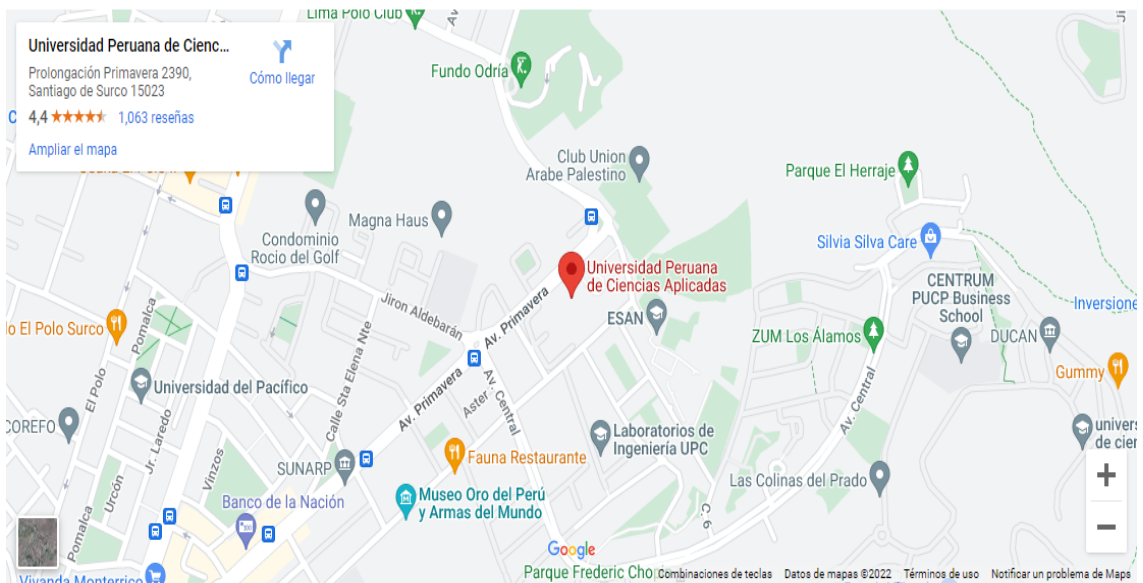 Universidad Peruana de Cienc...
Prolongación Primavera 2390,
Santiago de Surco 15023
Cómo llegar
4,4
1,063 reseñas
Ampliar el mapa
Lima Polo Club
Fundo Odría
Club Union
Arabe Palestino
Parque El Herraje
Magna Haus
Condominio
Rocio del Golf
Silvia Silva Care
Universidad Peruana
de Ciencias Aplicadas
CENTRUM
PUCP Business
School
Inversione
Jiron Aldebarán
Av. Primavera
ESAN
ZUM Los Álamos
DUCAN
lo El Polo Surco
Pomalca
Calle Sta Elena Nte
Gummy
Universidad del Pacífico
El Polo
Av. Primavera
Aster
Av. Central
Av. Central
COREFO
Jr. Laredo
Laboratorios de
Ingeniería UPC
univers
de cien
Fauna Restaurante
SUNARP
Vinzos
Urcón
Las Colinas del Prado
Banco de la Nación
Museo Oro del Perú
y Armas del Mundo
C. 6
Pomalca
Google
Vivanda Monterrico
Parque Frederic Chop
Combinaciones de teclas
Datos de mapas ©2022
Términos de uso
Notificar un problema de Maps